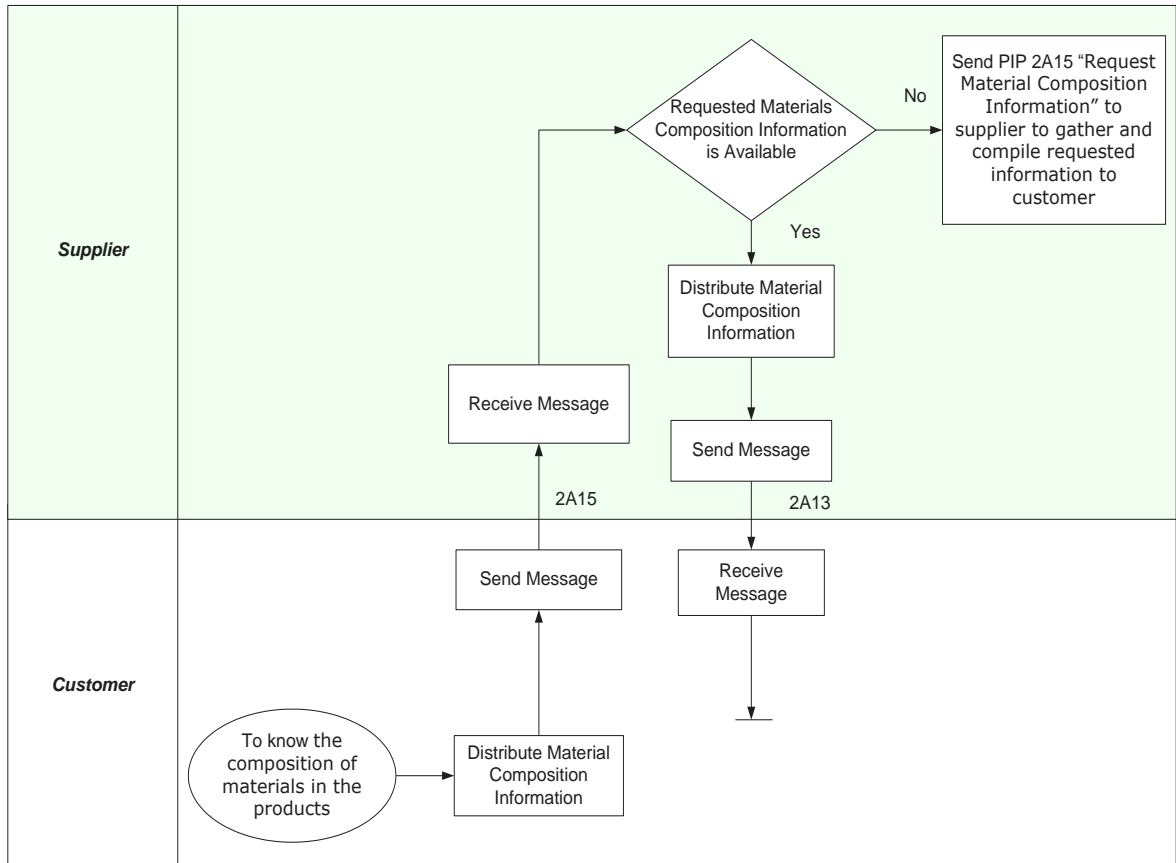 Supplier
Requested Materials
Composition Information
is Available
No
Send PIP 2A15 “Request
Material Composition
Information” to
supplier to gather and
compile requested
information to
customer
Yes
Distribute Material
Composition
Information
Receive Message
Send Message
2A15
2A13
Customer
Send Message
Receive
Message
To know the
composition of
materials in the
products
Distribute Material
Composition
Information